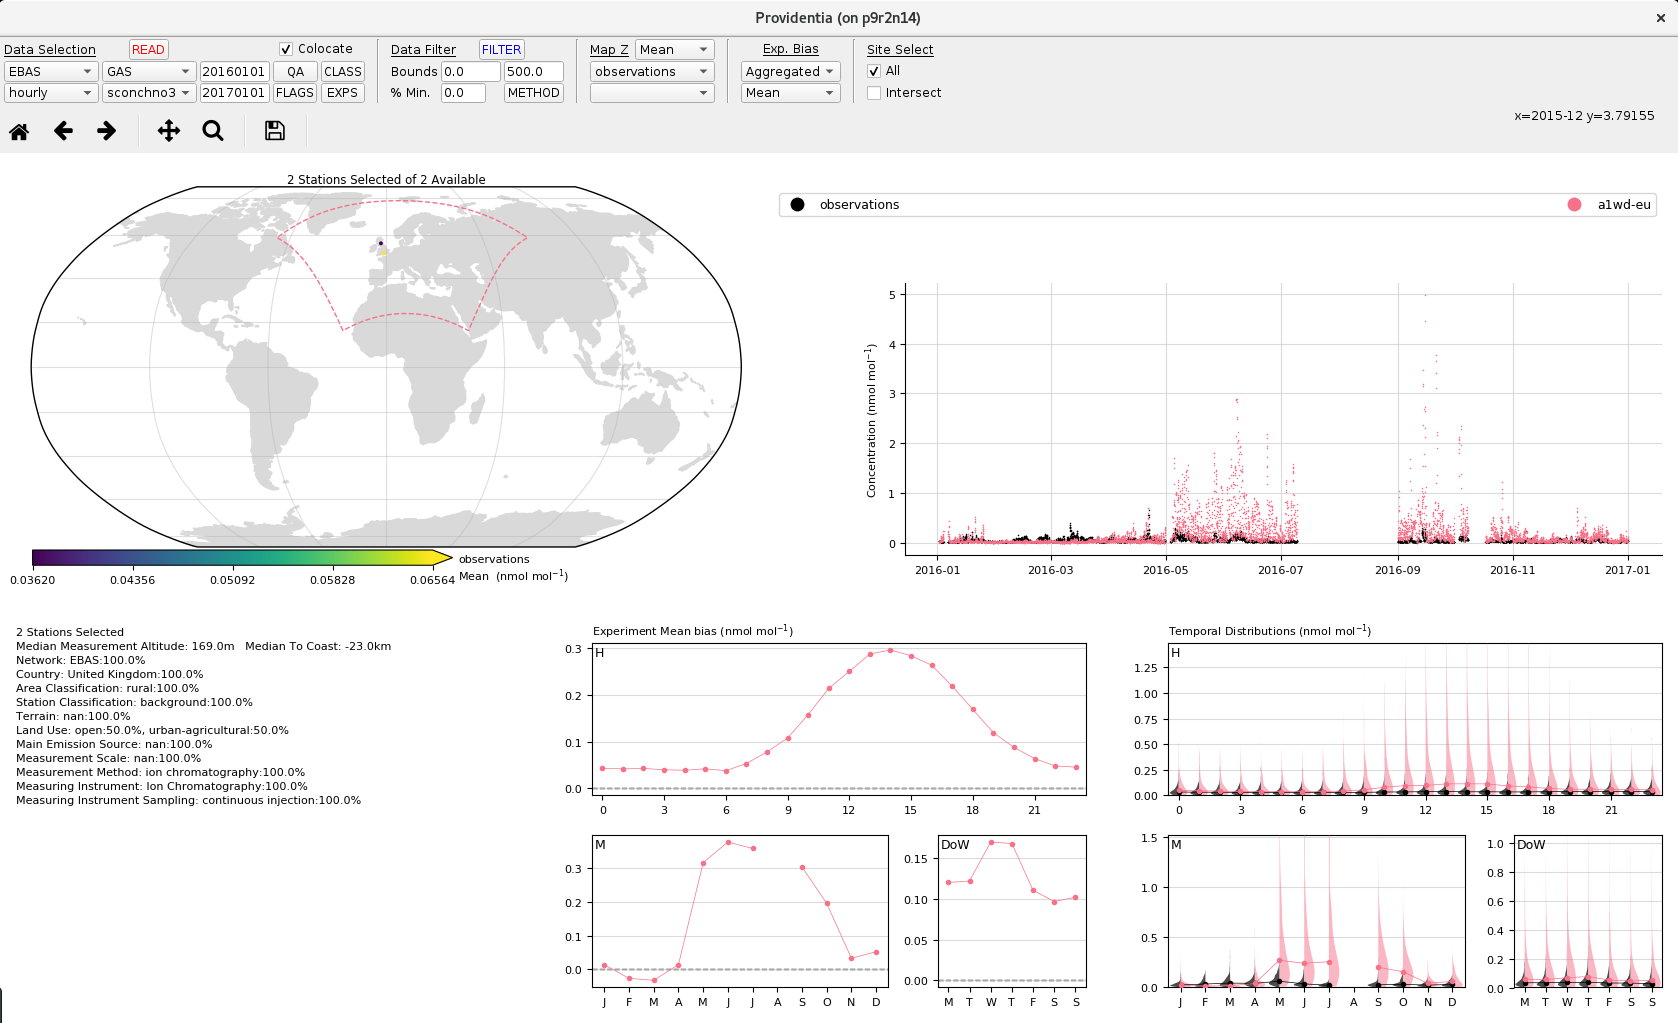 Providentia (on p9r2n14)
Data Selection READ Colocate Data Filter FILTER Map Z Mean Exp. Bias Site Select
EBAS GAS 20160101 QA CLASS Bounds 0.0 500.0 observations Aggregated All
hourly sconchno3 20170101 FLAGS EXPS % Min. 0.0 METHOD Mean Intersect
x=2015-12 y=3.79155
2 Stations Selected of 2 Available
observations a1wd-eu
5
4
3
2
1
0
Concentration (nmol mol⁻¹)
2016-01 2016-03 2016-05 2016-07 2016-09 2016-11 2017-01
observations
Mean (nmol mol⁻¹)
0.03620 0.04356 0.05092 0.05828 0.06564
2 Stations Selected
Median Measurement Altitude: 169.0m Median To Coast: -23.0km
Network: EBAS:100.0%
Country: United Kingdom:100.0%
Area Classification: rural:100.0%
Station Classification: background:100.0%
Terrain: nan:100.0%
Land Use: open:50.0%, urban-agricultural:50.0%
Main Emission Source: nan:100.0%
Measurement Scale: nan:100.0%
Measurement Method: ion chromatography:100.0%
Measuring Instrument: Ion Chromatography:100.0%
Measuring Instrument Sampling: continuous injection:100.0%
Experiment Mean bias (nmol mol⁻¹)
H
0.3
0.2
0.1
0.0
0 3 6 9 12 15 18 21
M
0.3
0.2
0.1
0.0
J F M A M J J A S O N D
DoW
0.15
0.10
0.05
0.00
M T W T F S S
Temporal Distributions (nmol mol⁻¹)
H
1.25
1.00
0.75
0.50
0.25
0.00
0 3 6 9 12 15 18 21
M
1.5
1.0
0.5
0.0
J F M A M J J A S O N D
DoW
1.0
0.8
0.6
0.4
0.2
0.0
M T W T F S S